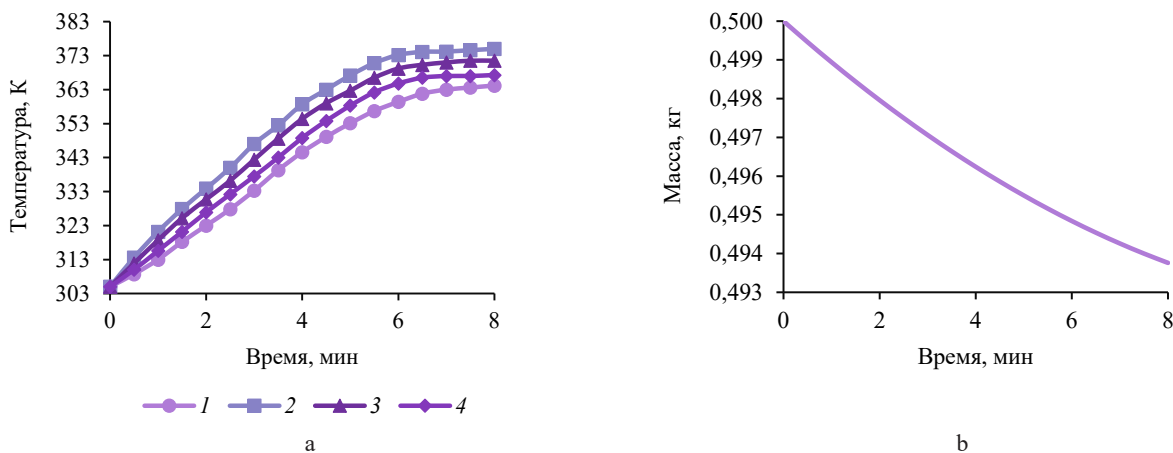 383
373
363
353
343
333
323
313
303
Температура, К
0 2 4 6 8
Время, мин
1 2 3 4
a
0,500
0,499
0,498
0,497
0,496
0,495
0,494
0,493
Масса, кг
0 2 4 6 8
Время, мин
b